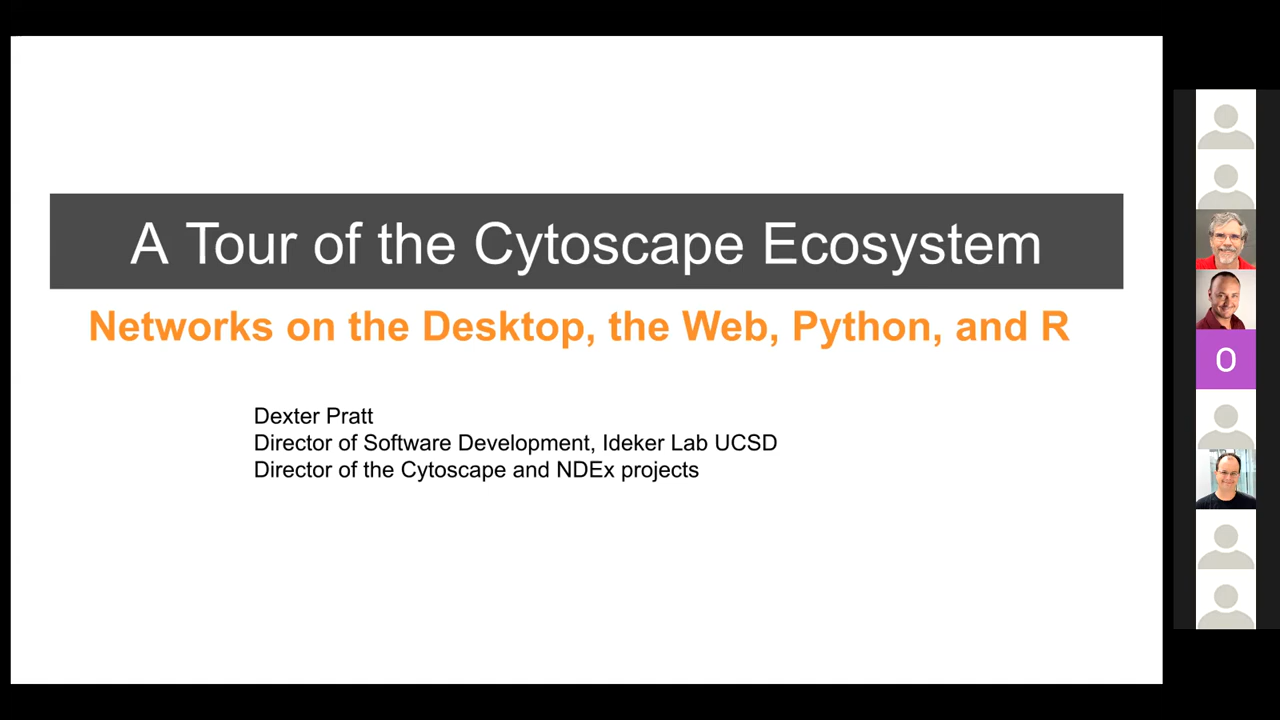 A Tour of the Cytoscape Ecosystem
Networks on the Desktop, the Web, Python, and R
Dexter Pratt
Director of Software Development, Ideker Lab UCSD
Director of the Cytoscape and NDEx projects
O